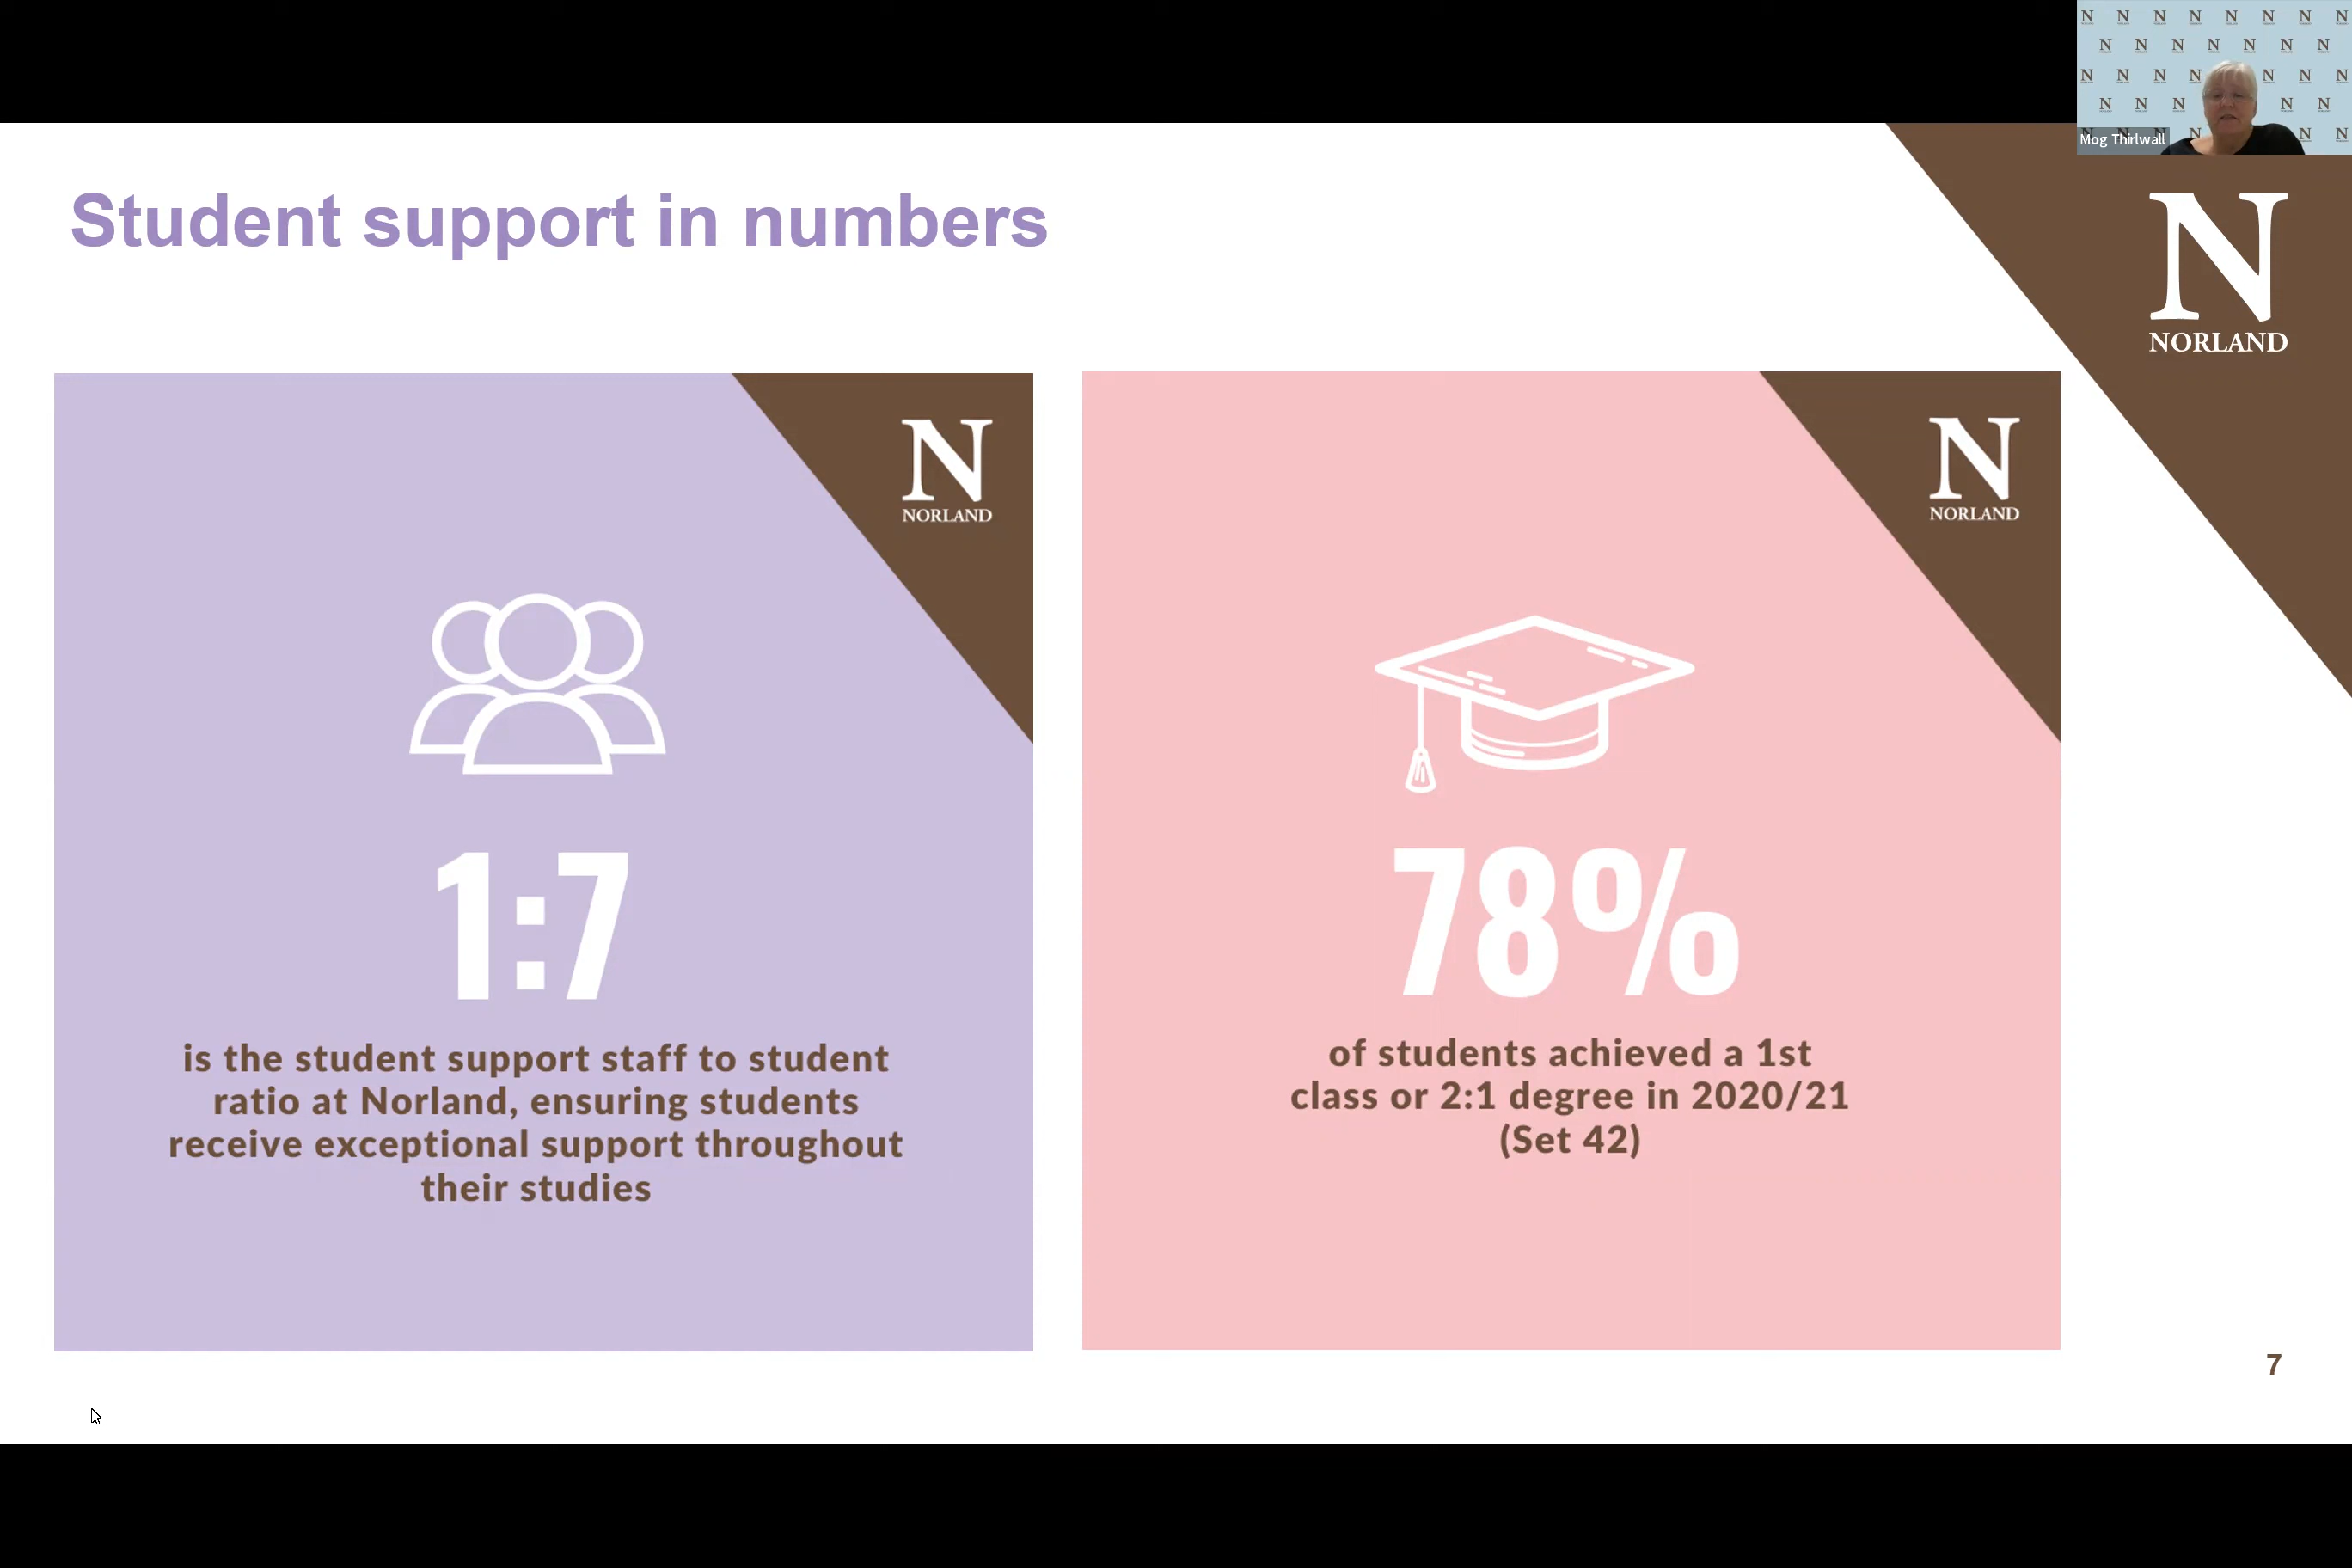 Mog Thirlwall
Student support in numbers
N
NORLAND
N
NORLAND
1:7
is the student support staff to student
ratio at Norland, ensuring students
receive exceptional support throughout
their studies
N
NORLAND
78%
of students achieved a 1st
class or 2:1 degree in 2020/21
(Set 42)
7